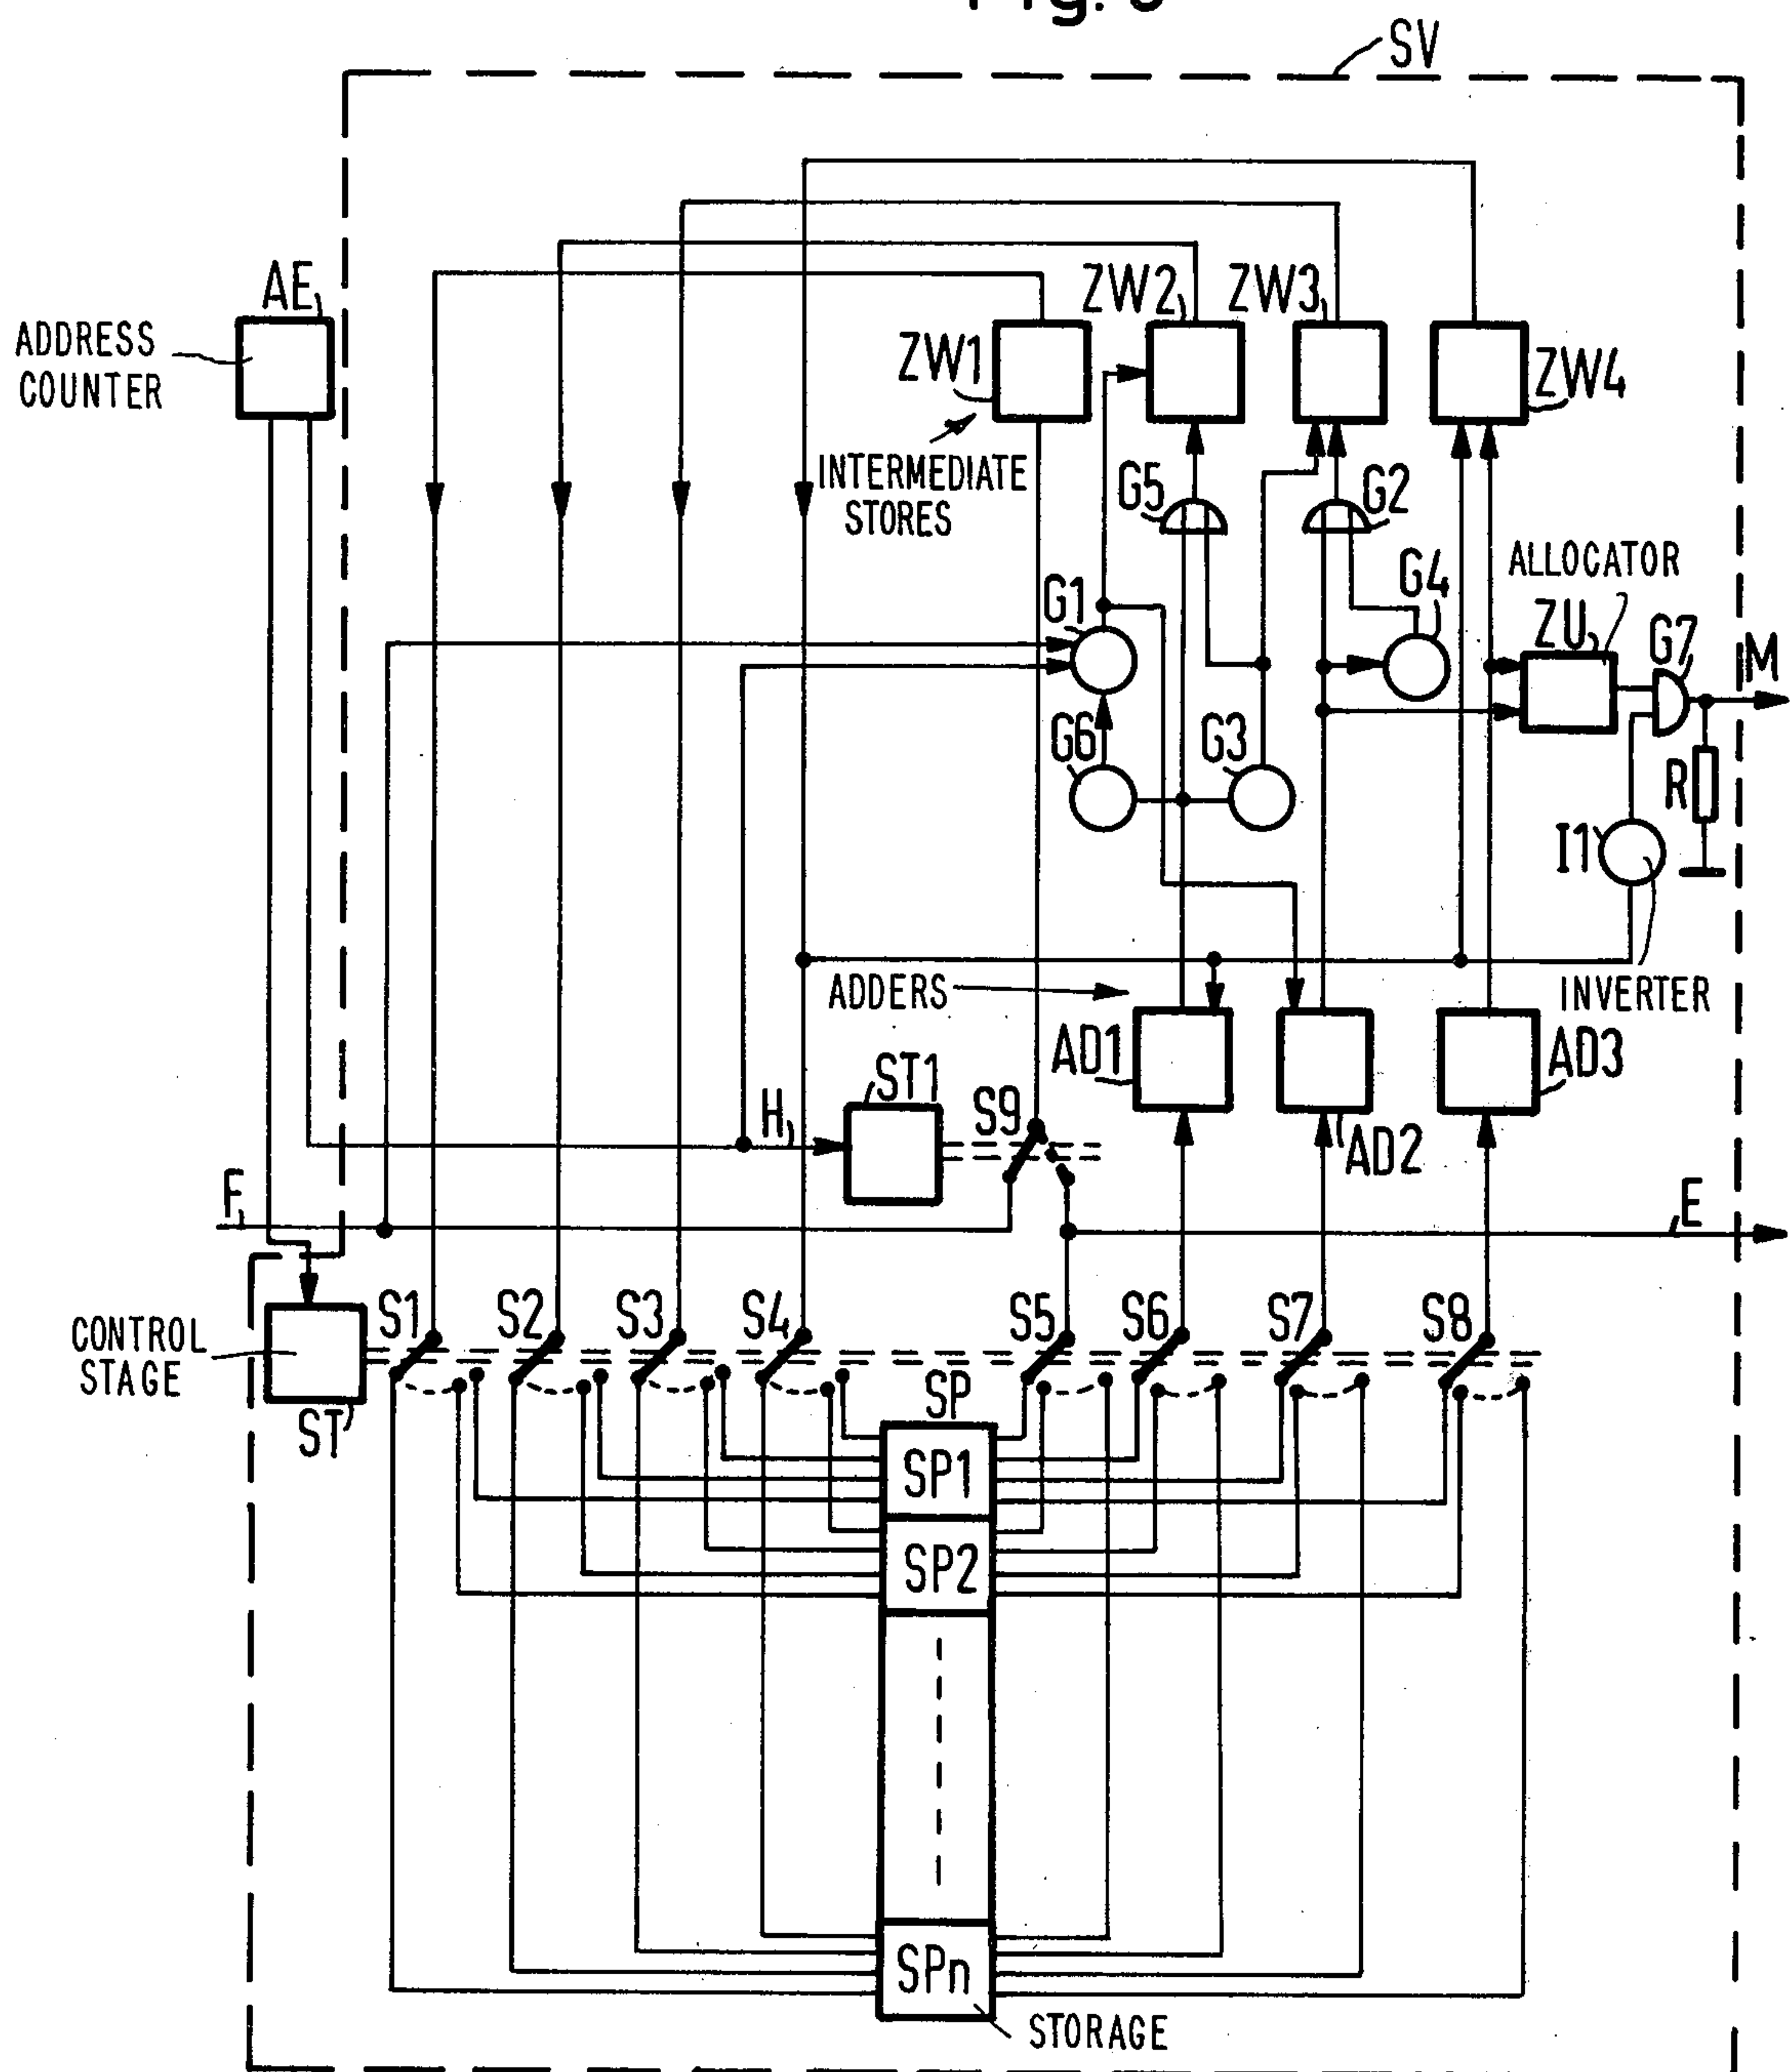 SV
AE
ADDRESS
COUNTER
ZW1
ZW2
ZW3
ZW4
INTERMEDIATE
STORES
G5
G2
G1
G4
ALLOCATOR
ZU
G7
M
G6
G3
R
I1
INVERTER
ADDERS
AD1
AD2
AD3
ST1
H
S9
F
E
CONTROL
STAGE
ST
S1
S2
S3
S4
S5
S6
S7
S8
SP
SP1
SP2
SPn
STORAGE